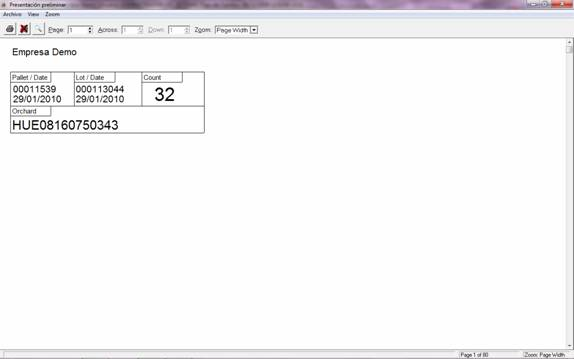 Presentación preliminar
Archivo View Zoom
Page: 1 Across: 1 Down: 1 Zoom: Page Width
Empresa Demo
Pallet / Date Lot / Date Count
00011539 000113044 32
29/01/2010 29/01/2010
Orchard
HUE08160750343
Page 1 of 80 Zoom: Page Width